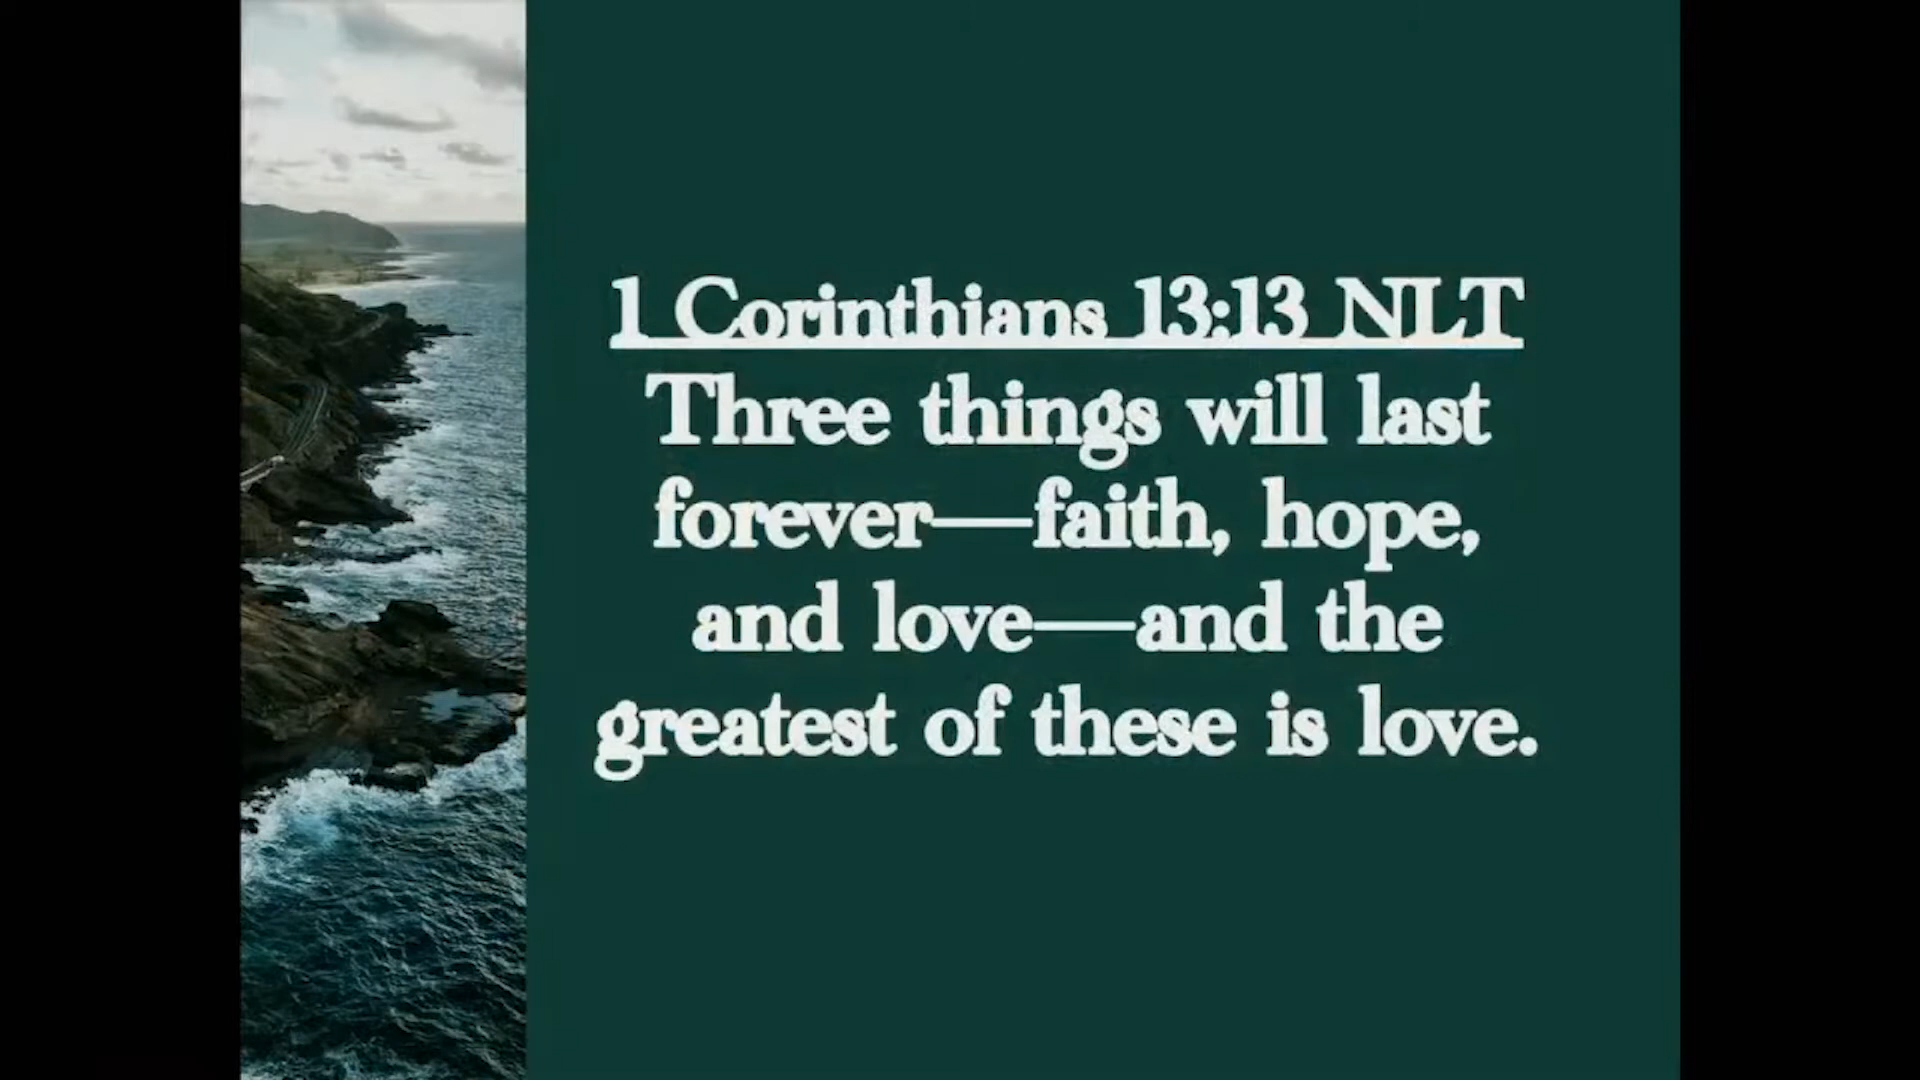 1 Corinthians 13:13 NLT
Three things will last
forever—faith, hope,
and love—and the
greatest of these is love.